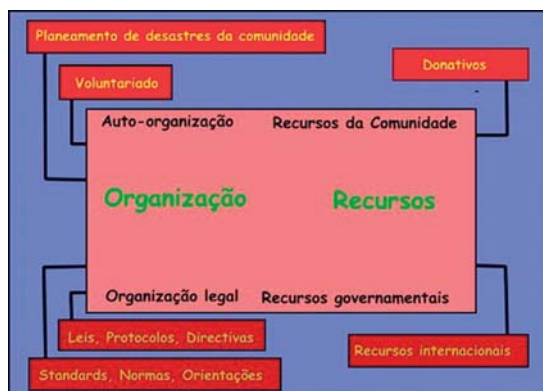 Planeamento de desastres da comunidade
Donativos
Voluntariado
Auto-organização
Recursos da Comunidade
Organização
Recursos
Organização legal
Recursos governamentais
Leis, Protocolos, Directivas
Recursos internacionais
Standards, Normas, Orientações